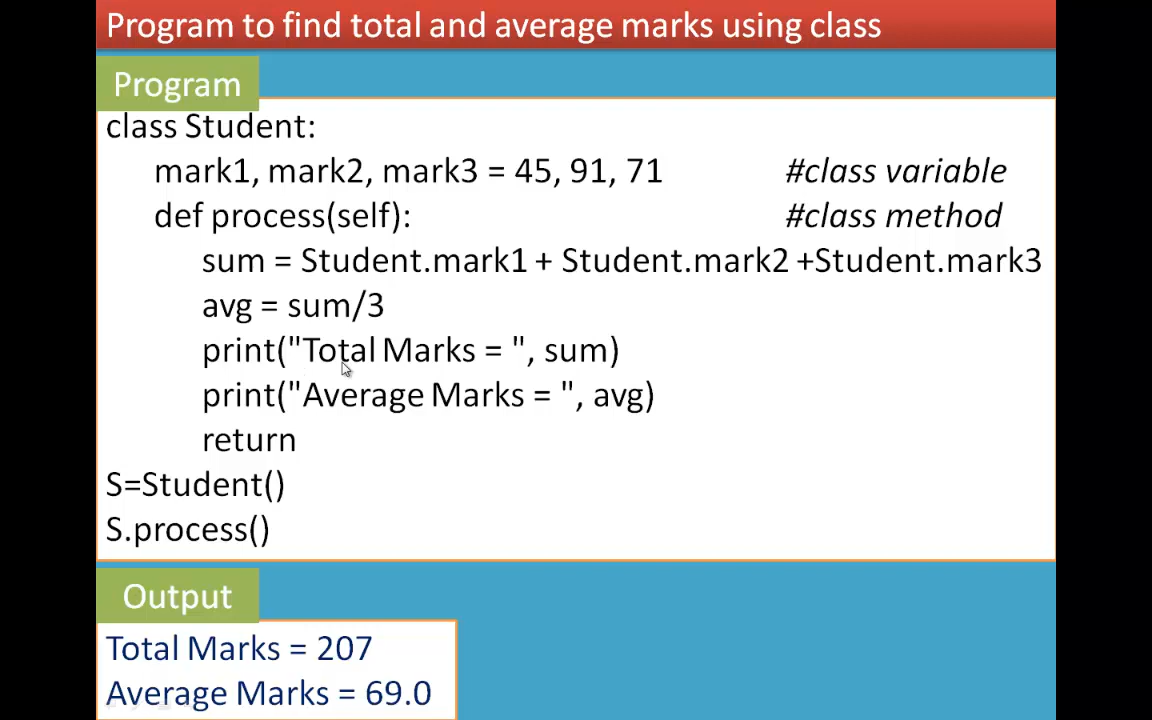 Program to find total and average marks using class
Program
class Student:
mark1, mark2, mark3 = 45, 91, 71 #class variable
def process(self): #class method
sum = Student.mark1 + Student.mark2 +Student.mark3
avg = sum/3
print("Total Marks = ", sum)
print("Average Marks = ", avg)
return
S=Student()
S.process()
Output
Total Marks = 207
Average Marks = 69.0